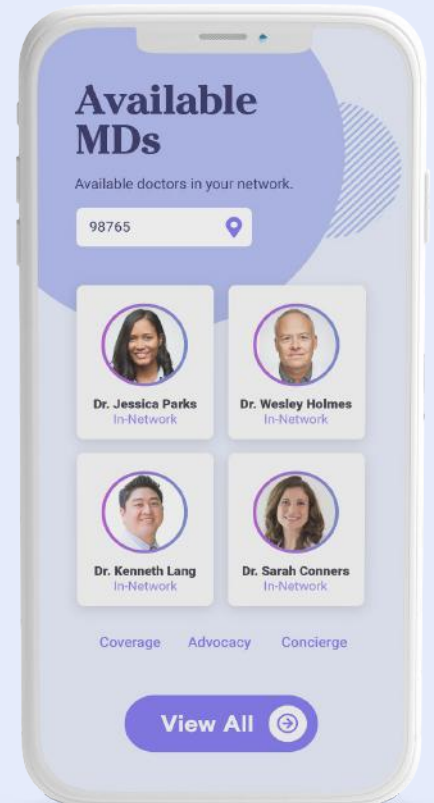 Available
MDs
Available doctors in your network.
98765
Dr. Jessica Parks
In-Network
Dr. Wesley Holmes
In-Network
Dr. Kenneth Lang
In-Network
Dr. Sarah Conners
In-Network
Coverage Advocacy Concierge
View All